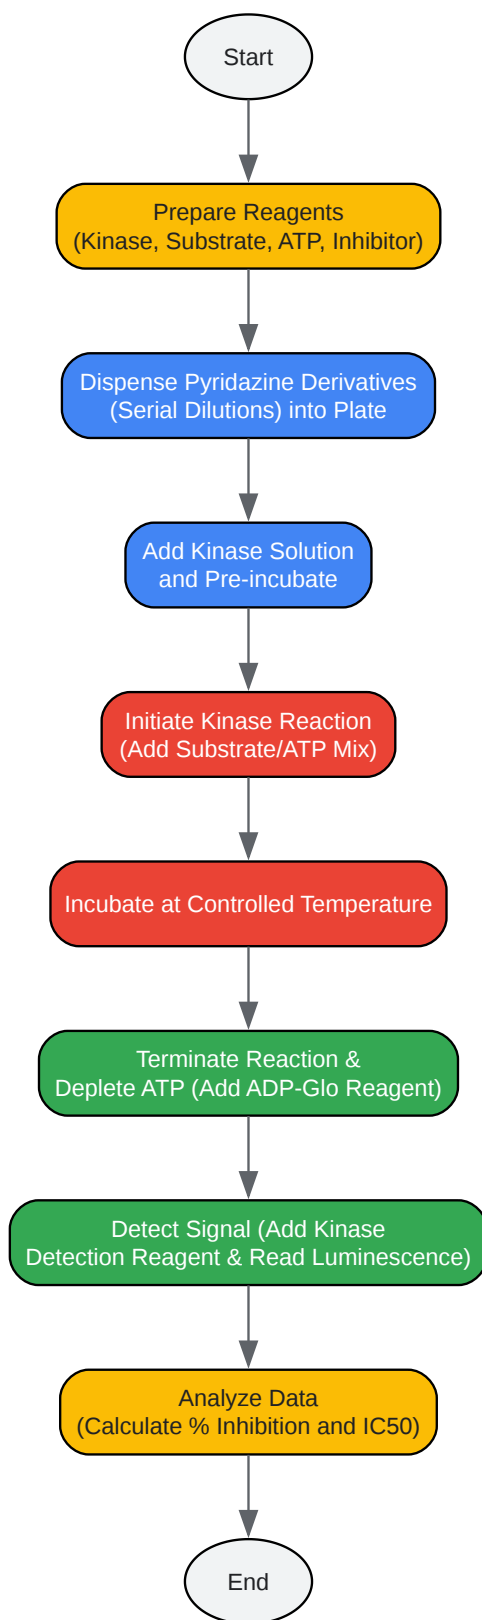 Start
Prepare Reagents
(Kinase, Substrate, ATP, Inhibitor)
Dispense Pyridazine Derivatives
(Serial Dilutions) into Plate
Add Kinase Solution
and Pre-incubate
Initiate Kinase Reaction
(Add Substrate/ATP Mix)
Incubate at Controlled Temperature
Terminate Reaction &
Deplete ATP (Add ADP-Glo Reagent)
Detect Signal (Add Kinase
Detection Reagent & Read Luminescence)
Analyze Data
(Calculate % Inhibition and IC50)
End